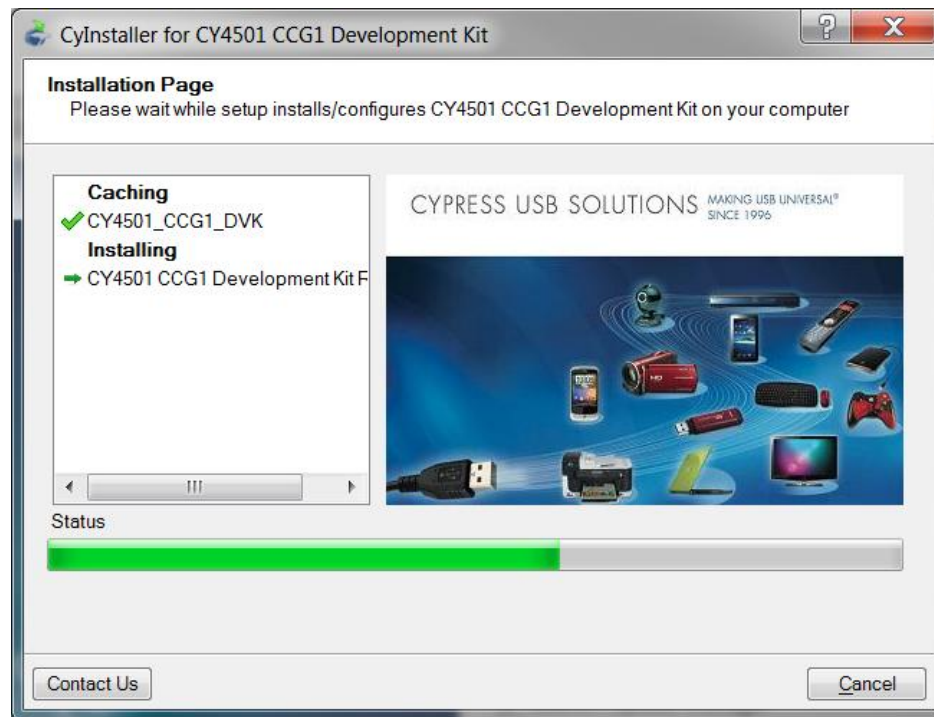 CyInstaller for CY4501 CCG1 Development Kit
Installation Page
Please wait while setup installs/configures CY4501 CCG1 Development Kit on your computer
Caching
CY4501_CCG1_DVK
Installing
CY4501 CCG1 Development Kit F
CYPRESS USB SOLUTIONS
MAKING USB UNIVERSAL®
SINCE 1996
Status
Contact Us
Cancel